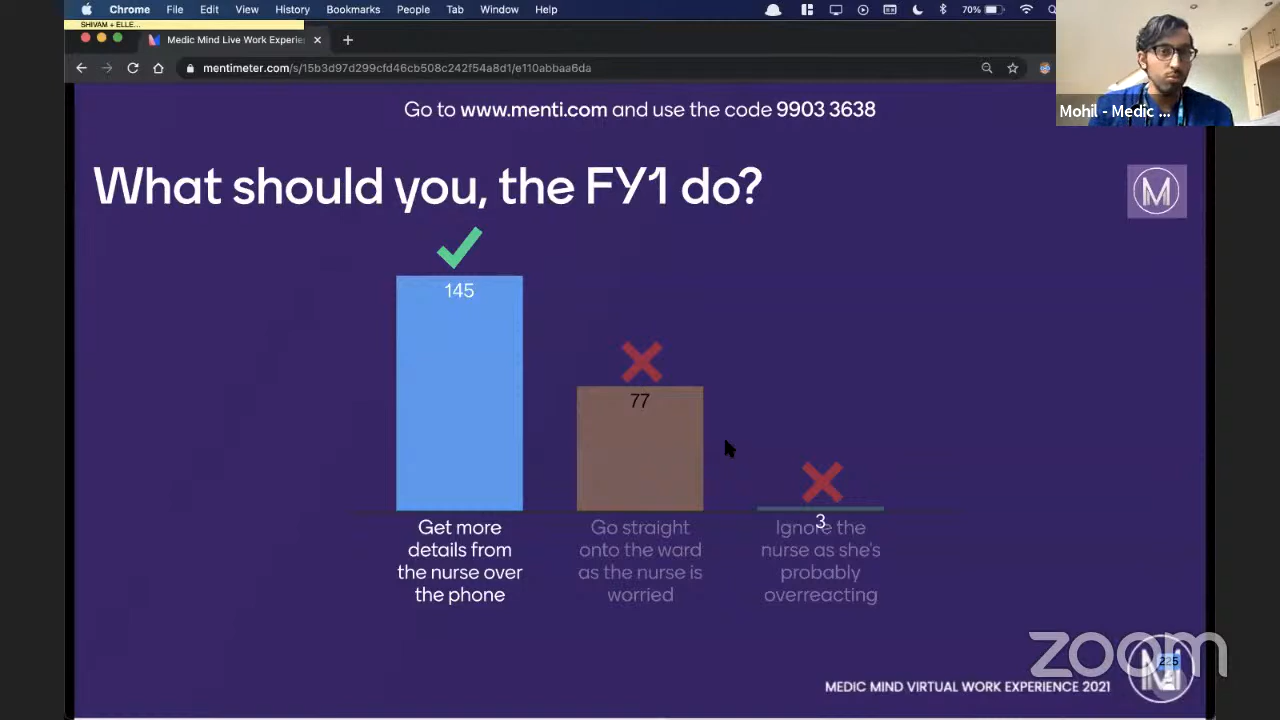 Chrome File Edit View History Bookmarks People Tab Window Help 70%
SHIVAM + ELLE...
Medic Mind Live Work Experie
mentimeter.com/s/15b3d97d299cfd46cb508c242f54a8d1/e110abbaa6da
Mohil - Medic ...
Go to www.menti.com and use the code 9903 3638
What should you, the FY1 do?
M
145
77
3
Get more
details from
the nurse over
the phone
Go straight
onto the ward
as the nurse is
worried
Ignore the
nurse as she's
probably
overreacting
zoom
225
MEDIC MIND VIRTUAL WORK EXPERIENCE 2021